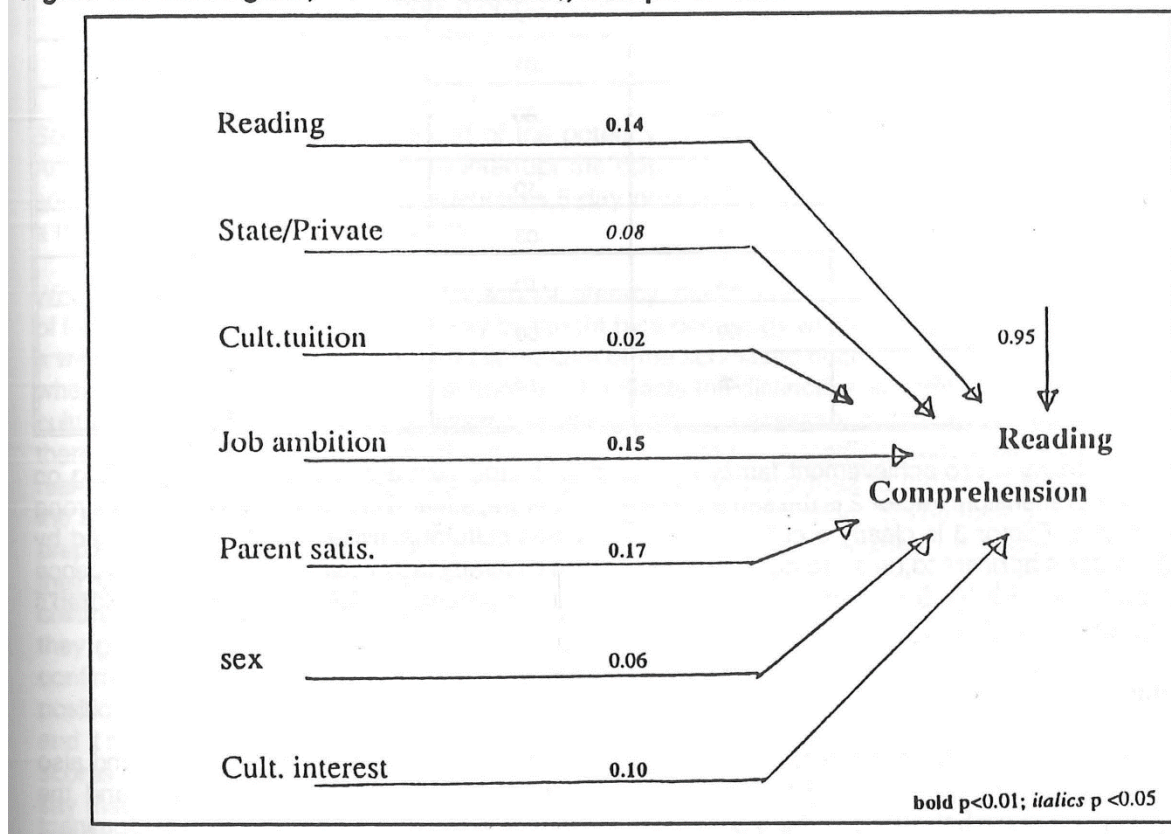 Reading 0.14
State/Private 0.08
Cult.tuition 0.02
0.95
Job ambition 0.15
Reading
Comprehension
Parent satis. 0.17
sex 0.06
Cult. interest 0.10
bold p<0.01; italics p <0.05